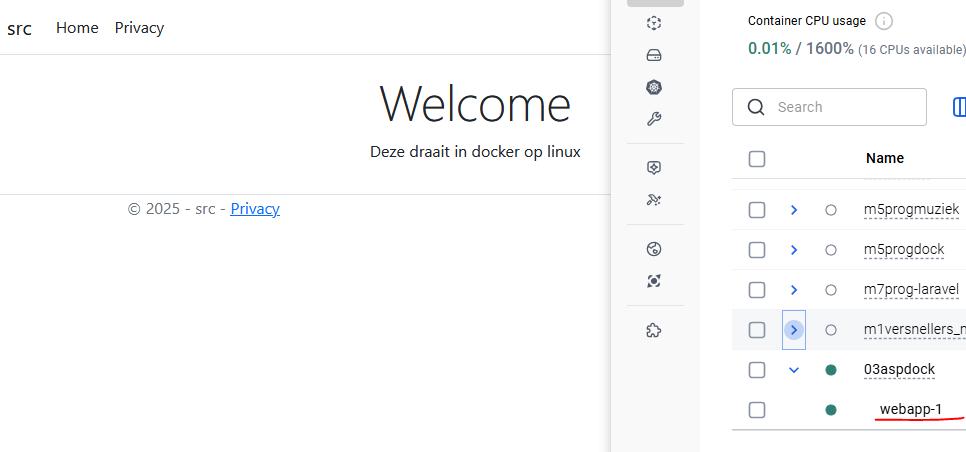 src Home Privacy
Welcome
Deze draait in docker op linux
© 2025 - src - Privacy
Container CPU usage
0.01% / 1600% (16 CPUs available)
Search
Name
m5progmuziek
m5progdock
m7prog-laravel
m1versnellers_
03aspdock
webapp-1